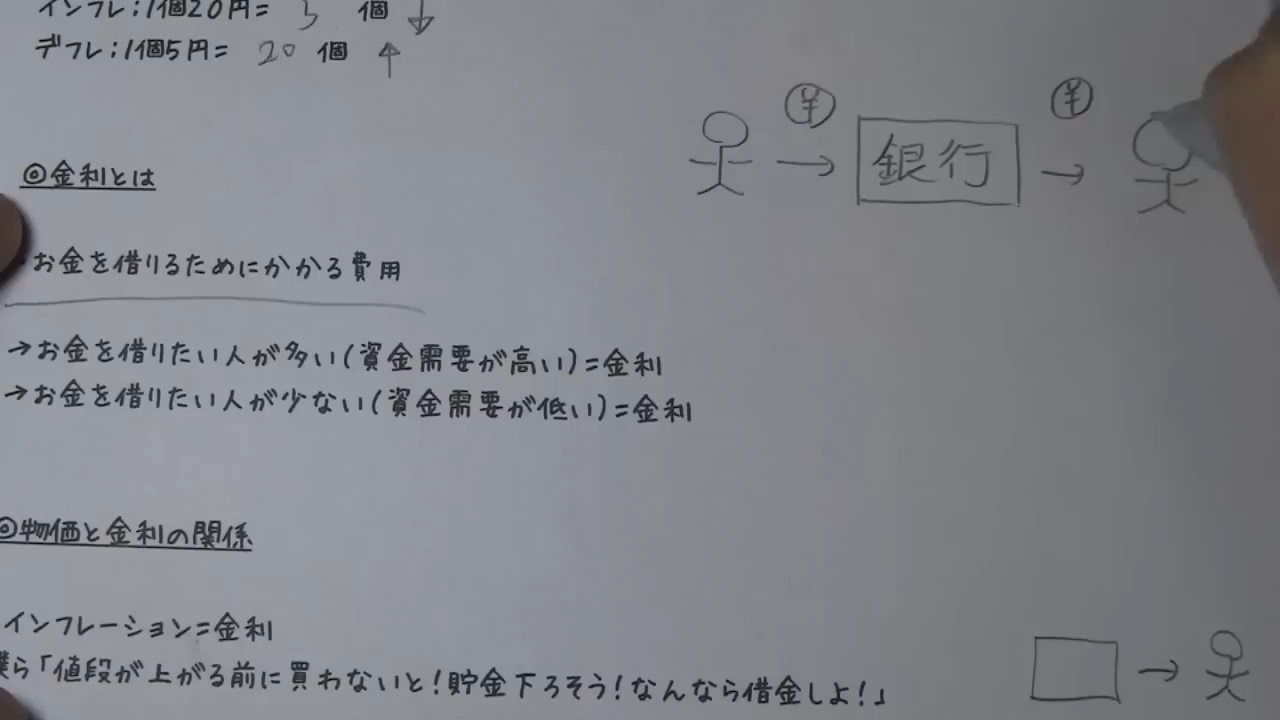 インフレ:1個20円= 5 個 ↓
デフレ:1個5円= 20 個 ↑
¥
¥
銀行
◎金利とは
お金を借りるためにかかる費用
→お金を借りたい人が多い(資金需要が高い)=金利
→お金を借りたい人が少ない(資金需要が低い)=金利
◎物価と金利の関係
インフレーション=金利
僕ら「値段が上がる前に買わないと!貯金下ろそう!なんなら借金しよ!」